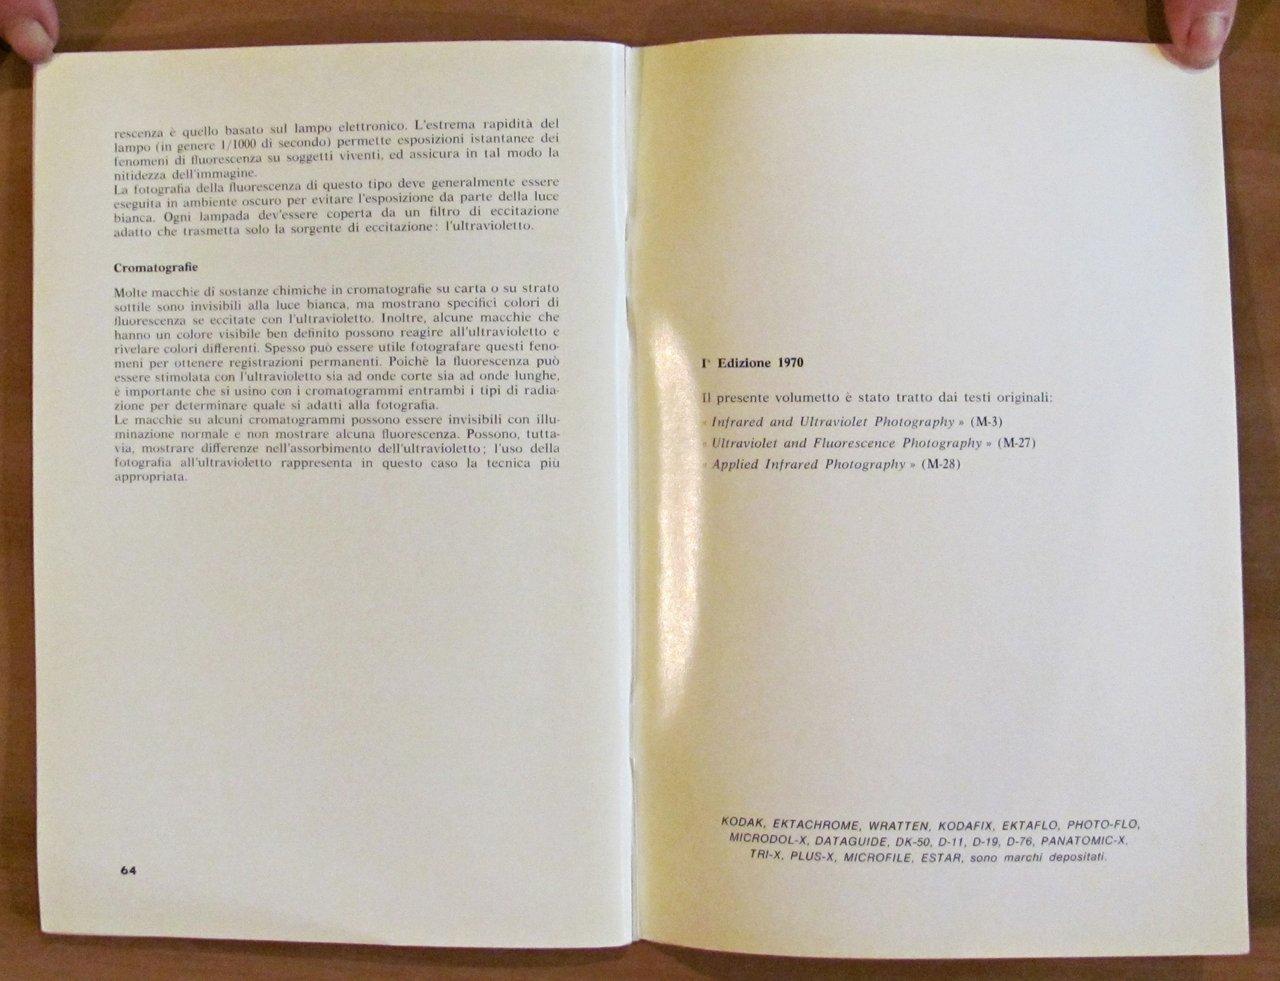 rescenza è quello basato sul lampo elettronico. L'estrema rapidità del
lampo (in genere 1/1000 di secondo) permette esposizioni istantanee dei
fenomeni di fluorescenza su soggetti viventi, ed assicura in tal modo la
nitidezza dell'immagine.
La fotografia della fluorescenza di questo tipo deve generalmente essere
eseguita in ambiente oscuro per evitare l'esposizione da parte della luce
bianca. Ogni lampada dev'essere coperta da un filtro di eccitazione
adatto che trasmetta solo la sorgente di eccitazione: l'ultravioletto.
Cromatografie
Molte macchie di sostanze chimiche in cromatografie su carta o su strato
sottile sono invisibili alla luce bianca, ma mostrano specifici colori di
fluorescenza se eccitate con l'ultravioletto. Inoltre, alcune macchie che
hanno un colore visibile ben definito possono reagire all'ultravioletto e
rivelare colori differenti. Spesso può essere utile fotografare questi feno-
meni per ottenere registrazioni permanenti. Poichè la fluorescenza può
essere stimolata con l'ultravioletto sia ad onde corte sia ad onde lunghe,
è importante che si usino con i cromatogrammi entrambi i tipi di radia-
zione per determinare quale si adatti alla fotografia.
Le macchie su alcuni cromatogrammi possono essere invisibili con illu-
minazione normale e non mostrare alcuna fluorescenza. Possono, tutta-
via, mostrare differenze nell'assorbimento dell'ultravioletto; l'uso della
fotografia all'ultravioletto rappresenta in questo caso la tecnica più
appropriata.
64
Iª Edizione 1970
Il presente volumetto è stato tratto dai testi originali:
« Infrared and Ultraviolet Photography » (M-3)
« Ultraviolet and Fluorescence Photography » (M-27)
« Applied Infrared Photography » (M-28)
KODAK, EKTACHROME, WRATTEN, KODAFIX, EKTAFLO, PHOTO-FLO,
MICRODOL-X, DATAGUIDE, DK-50, D-11, D-19, D-76, PANATOMIC-X,
TRI-X, PLUS-X, MICROFILE, ESTAR, sono marchi depositati.